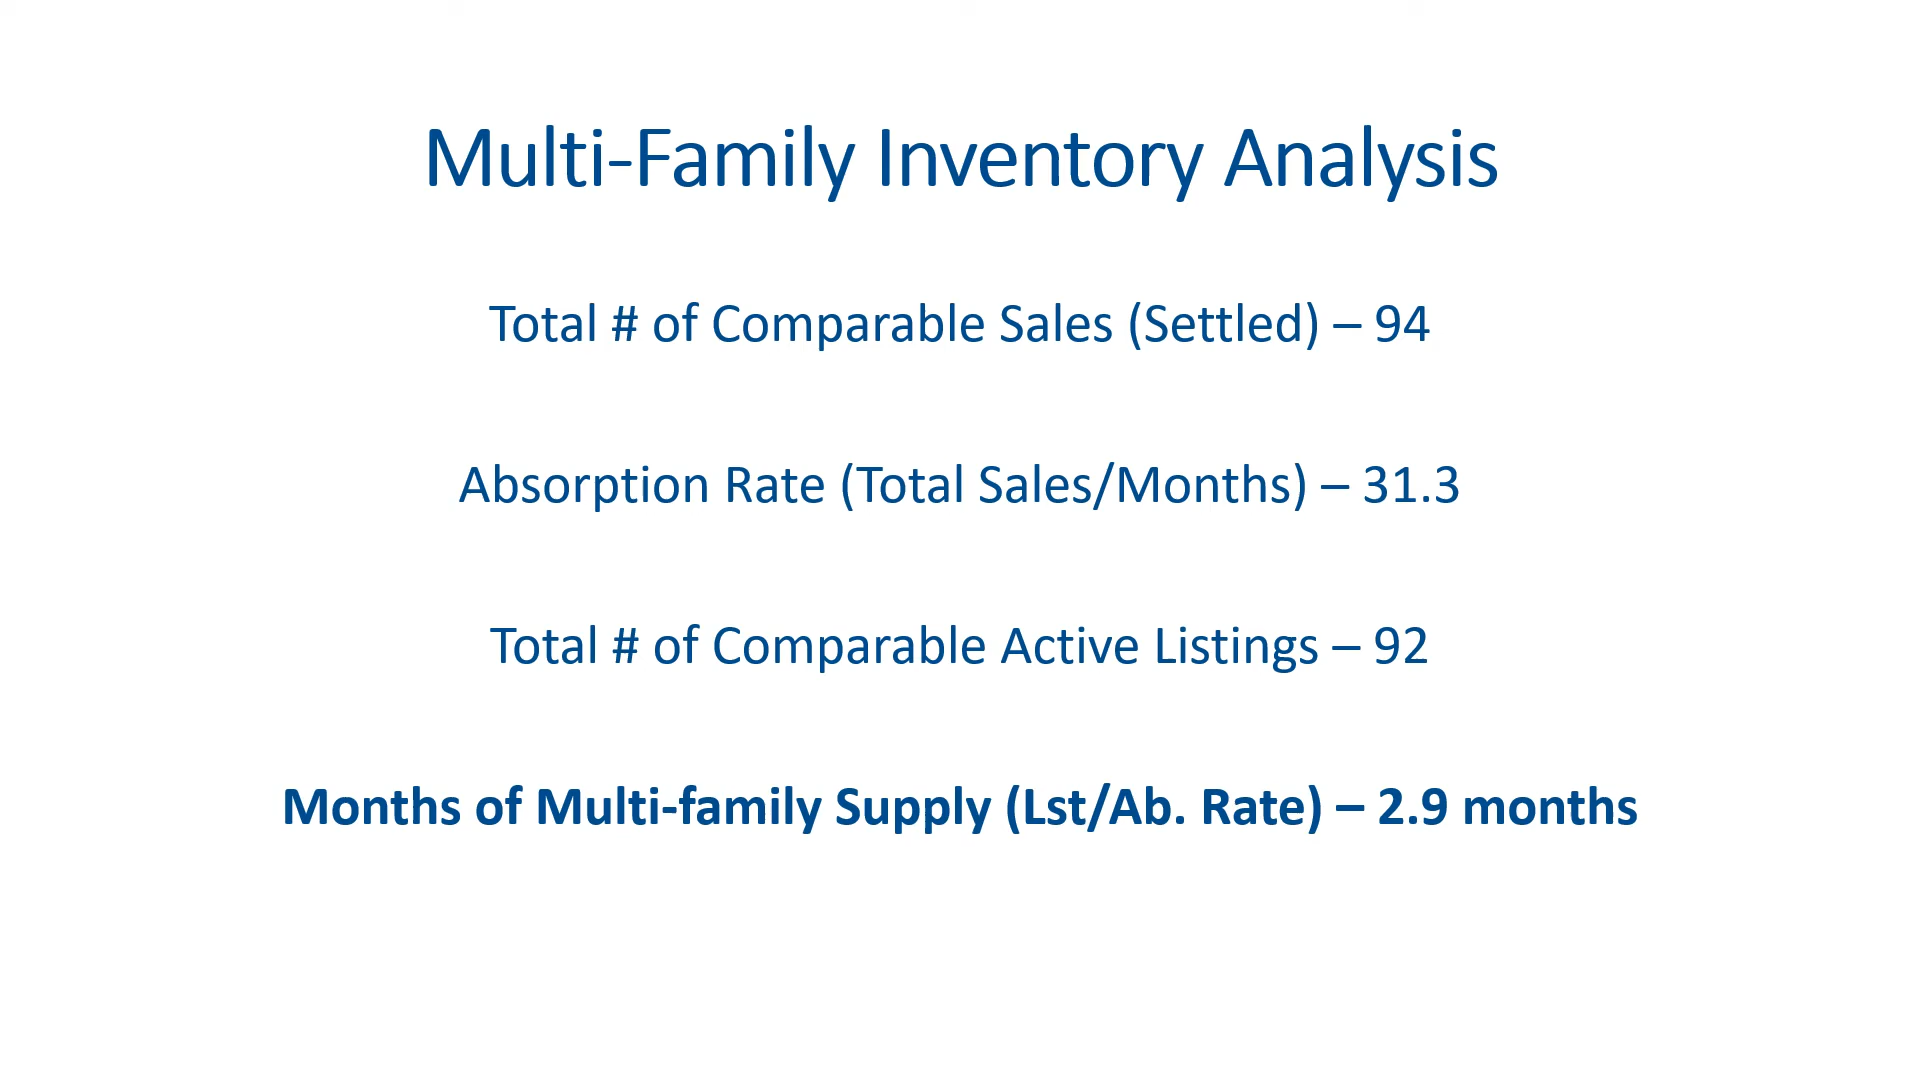 Multi-Family Inventory Analysis
Total # of Comparable Sales (Settled) – 94
Absorption Rate (Total Sales/Months) – 31.3
Total # of Comparable Active Listings – 92
Months of Multi-family Supply (Lst/Ab. Rate) – 2.9 months